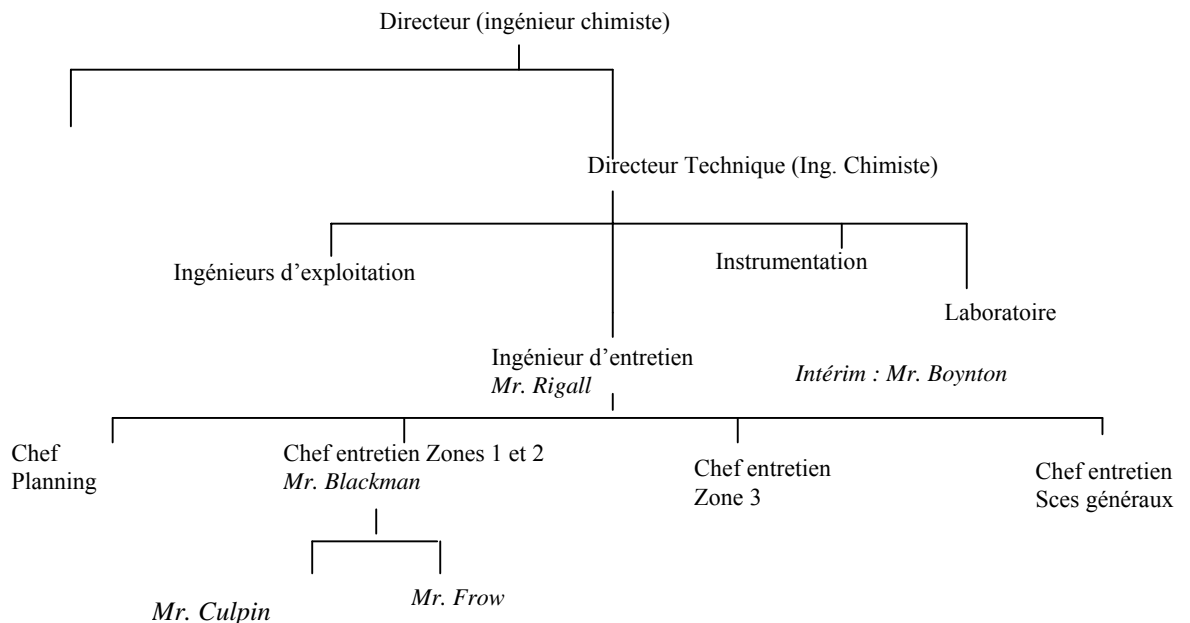 Directeur (ingénieur chimiste)
Directeur Technique (Ing. Chimiste)
Ingénieurs d’exploitation
Instrumentation
Laboratoire
Ingénieur d’entretien
Mr. Rigall
Intérim : Mr. Boynton
Chef
Planning
Chef entretien Zones 1 et 2
Mr. Blackman
Chef entretien
Zone 3
Chef entretien
Sces généraux
Mr. Culpin
Mr. Frow